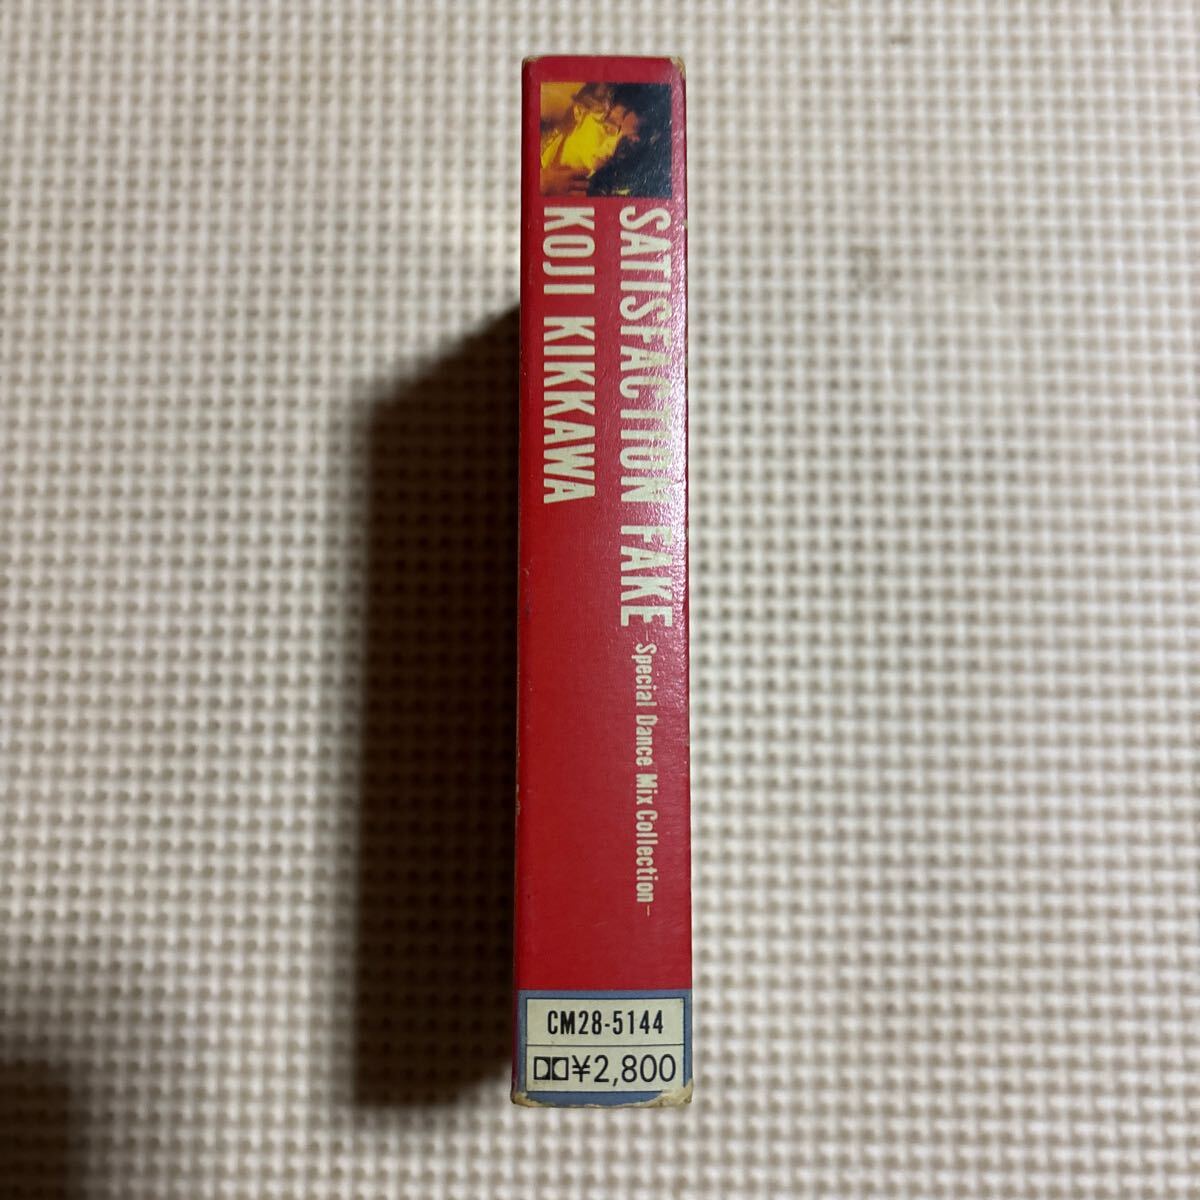 SATISFACTION FAKE -Special Dance Mix Collection-
KOJI KIKKAWA
CM28-5144
¥2,800